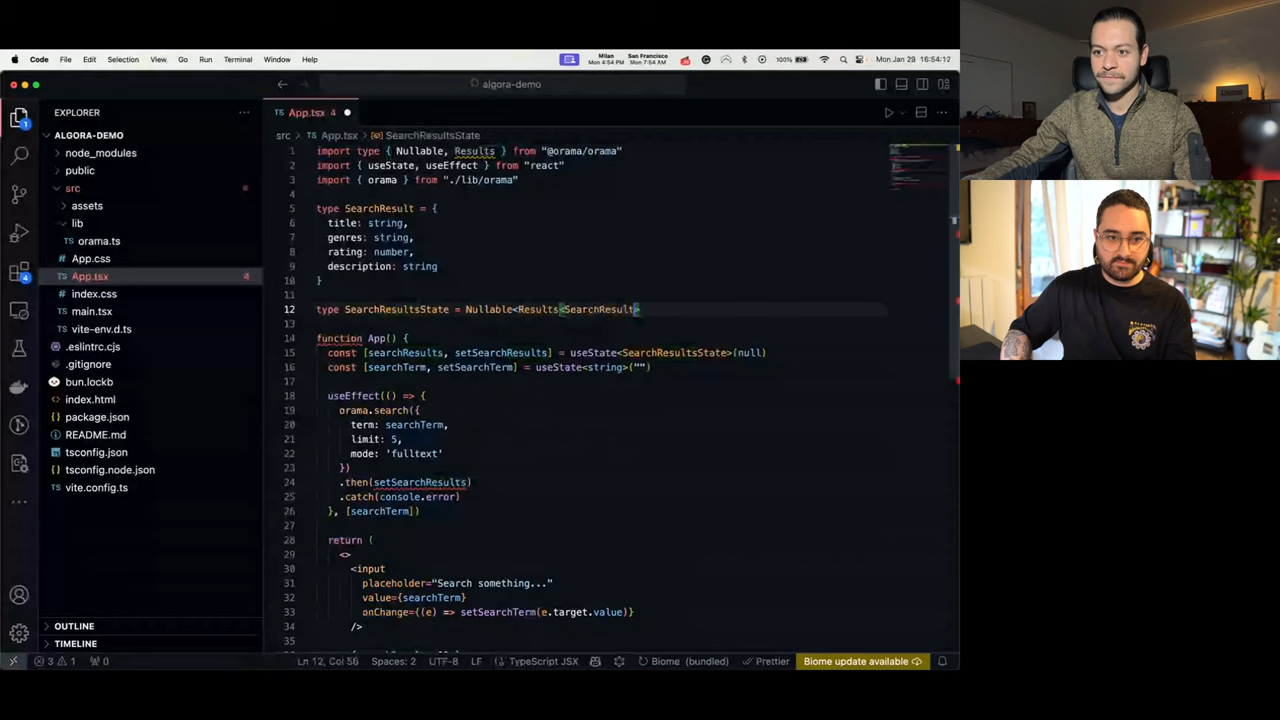 Code File Edit Selection View Go Run Terminal Window Help
Milan Mon 4:54 PM San Francisco Mon 7:54 AM 100% Mon Jan 29 16:54:12
algora-demo
EXPLORER
ALGORA-DEMO
node_modules
public
src
assets
lib
TS orama.ts
# App.css
TS App.tsx 4
# index.css
TS main.tsx
TS vite-env.d.ts
.eslintrc.cjs
.gitignore
bun.lockb
index.html
package.json
README.md
tsconfig.json
tsconfig.node.json
TS vite.config.ts
OUTLINE
TIMELINE
App.tsx 4
src > App.tsx > SearchResultsState
1 import type { Nullable, Results } from "@orama/orama"
2 import { useState, useEffect } from "react"
3 import { orama } from "./lib/orama"
4
5 type SearchResult = {
6 title: string,
7 genres: string,
8 rating: number,
9 description: string
10 }
11
12 type SearchResultsState = Nullable<Results<SearchResult>
13
14 function App() {
15 const [searchResults, setSearchResults] = useState<SearchResultsState>(null)
16 const [searchTerm, setSearchTerm] = useState<string>("")
17
18 useEffect(() => {
19 orama.search({
20 term: searchTerm,
21 limit: 5,
22 mode: 'fulltext'
23 })
24 .then(setSearchResults)
25 .catch(console.error)
26 }, [searchTerm])
27
28 return (
29 <>
30 <input
31 placeholder="Search something..."
32 value={searchTerm}
33 onChange={(e) => setSearchTerm(e.target.value)}
34 />
35
3 1 0 Ln 12, Col 56 Spaces: 2 UTF-8 LF TypeScript JSX Biome (bundled) Prettier Biome update available